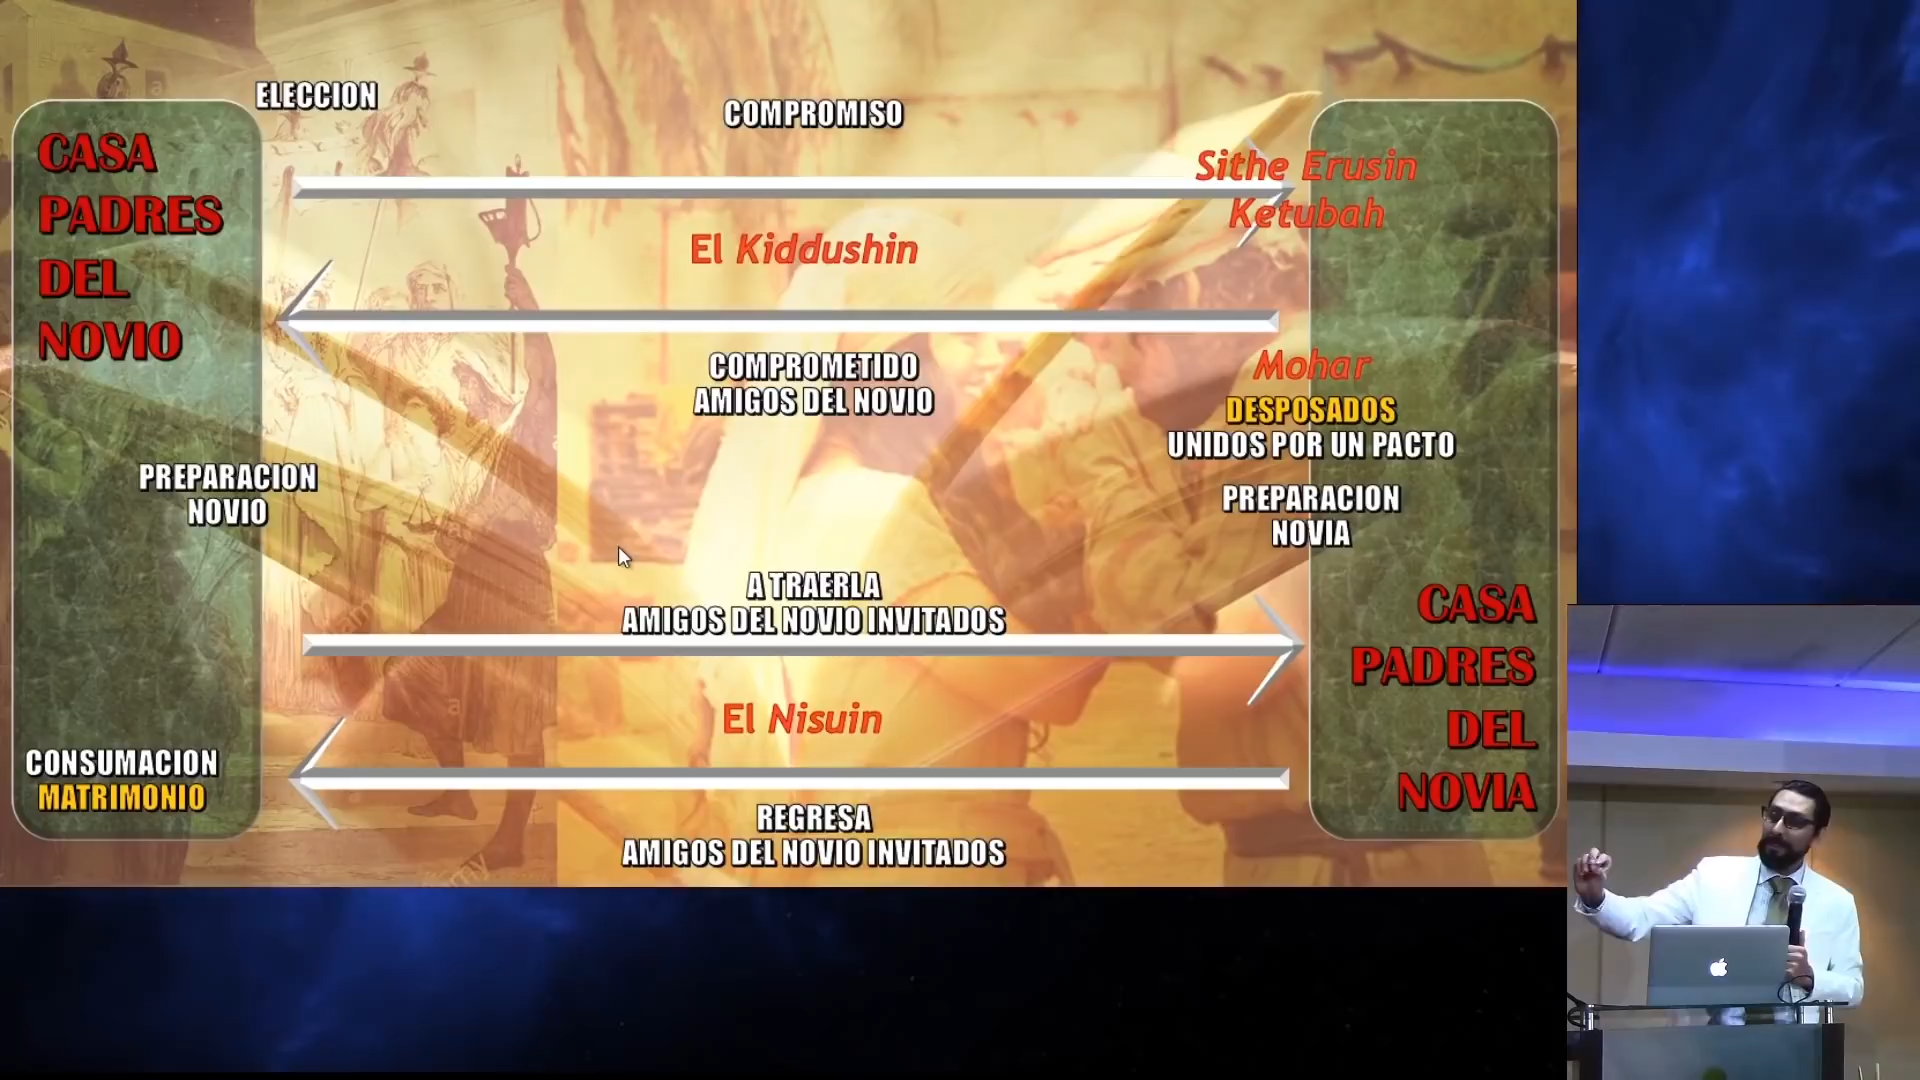 ELECCION
COMPROMISO
CASA
PADRES
DEL
NOVIO
Sithe Erusin
Ketubah
El Kiddushin
COMPROMETIDO
AMIGOS DEL NOVIO
Mohar
DESPOSADOS
UNIDOS POR UN PACTO
PREPARACION
NOVIO
PREPARACION
NOVIA
A TRAERLA
AMIGOS DEL NOVIO INVITADOS
CASA
PADRES
DEL
NOVIA
El Nisuin
CONSUMACION
MATRIMONIO
REGRESA
AMIGOS DEL NOVIO INVITADOS